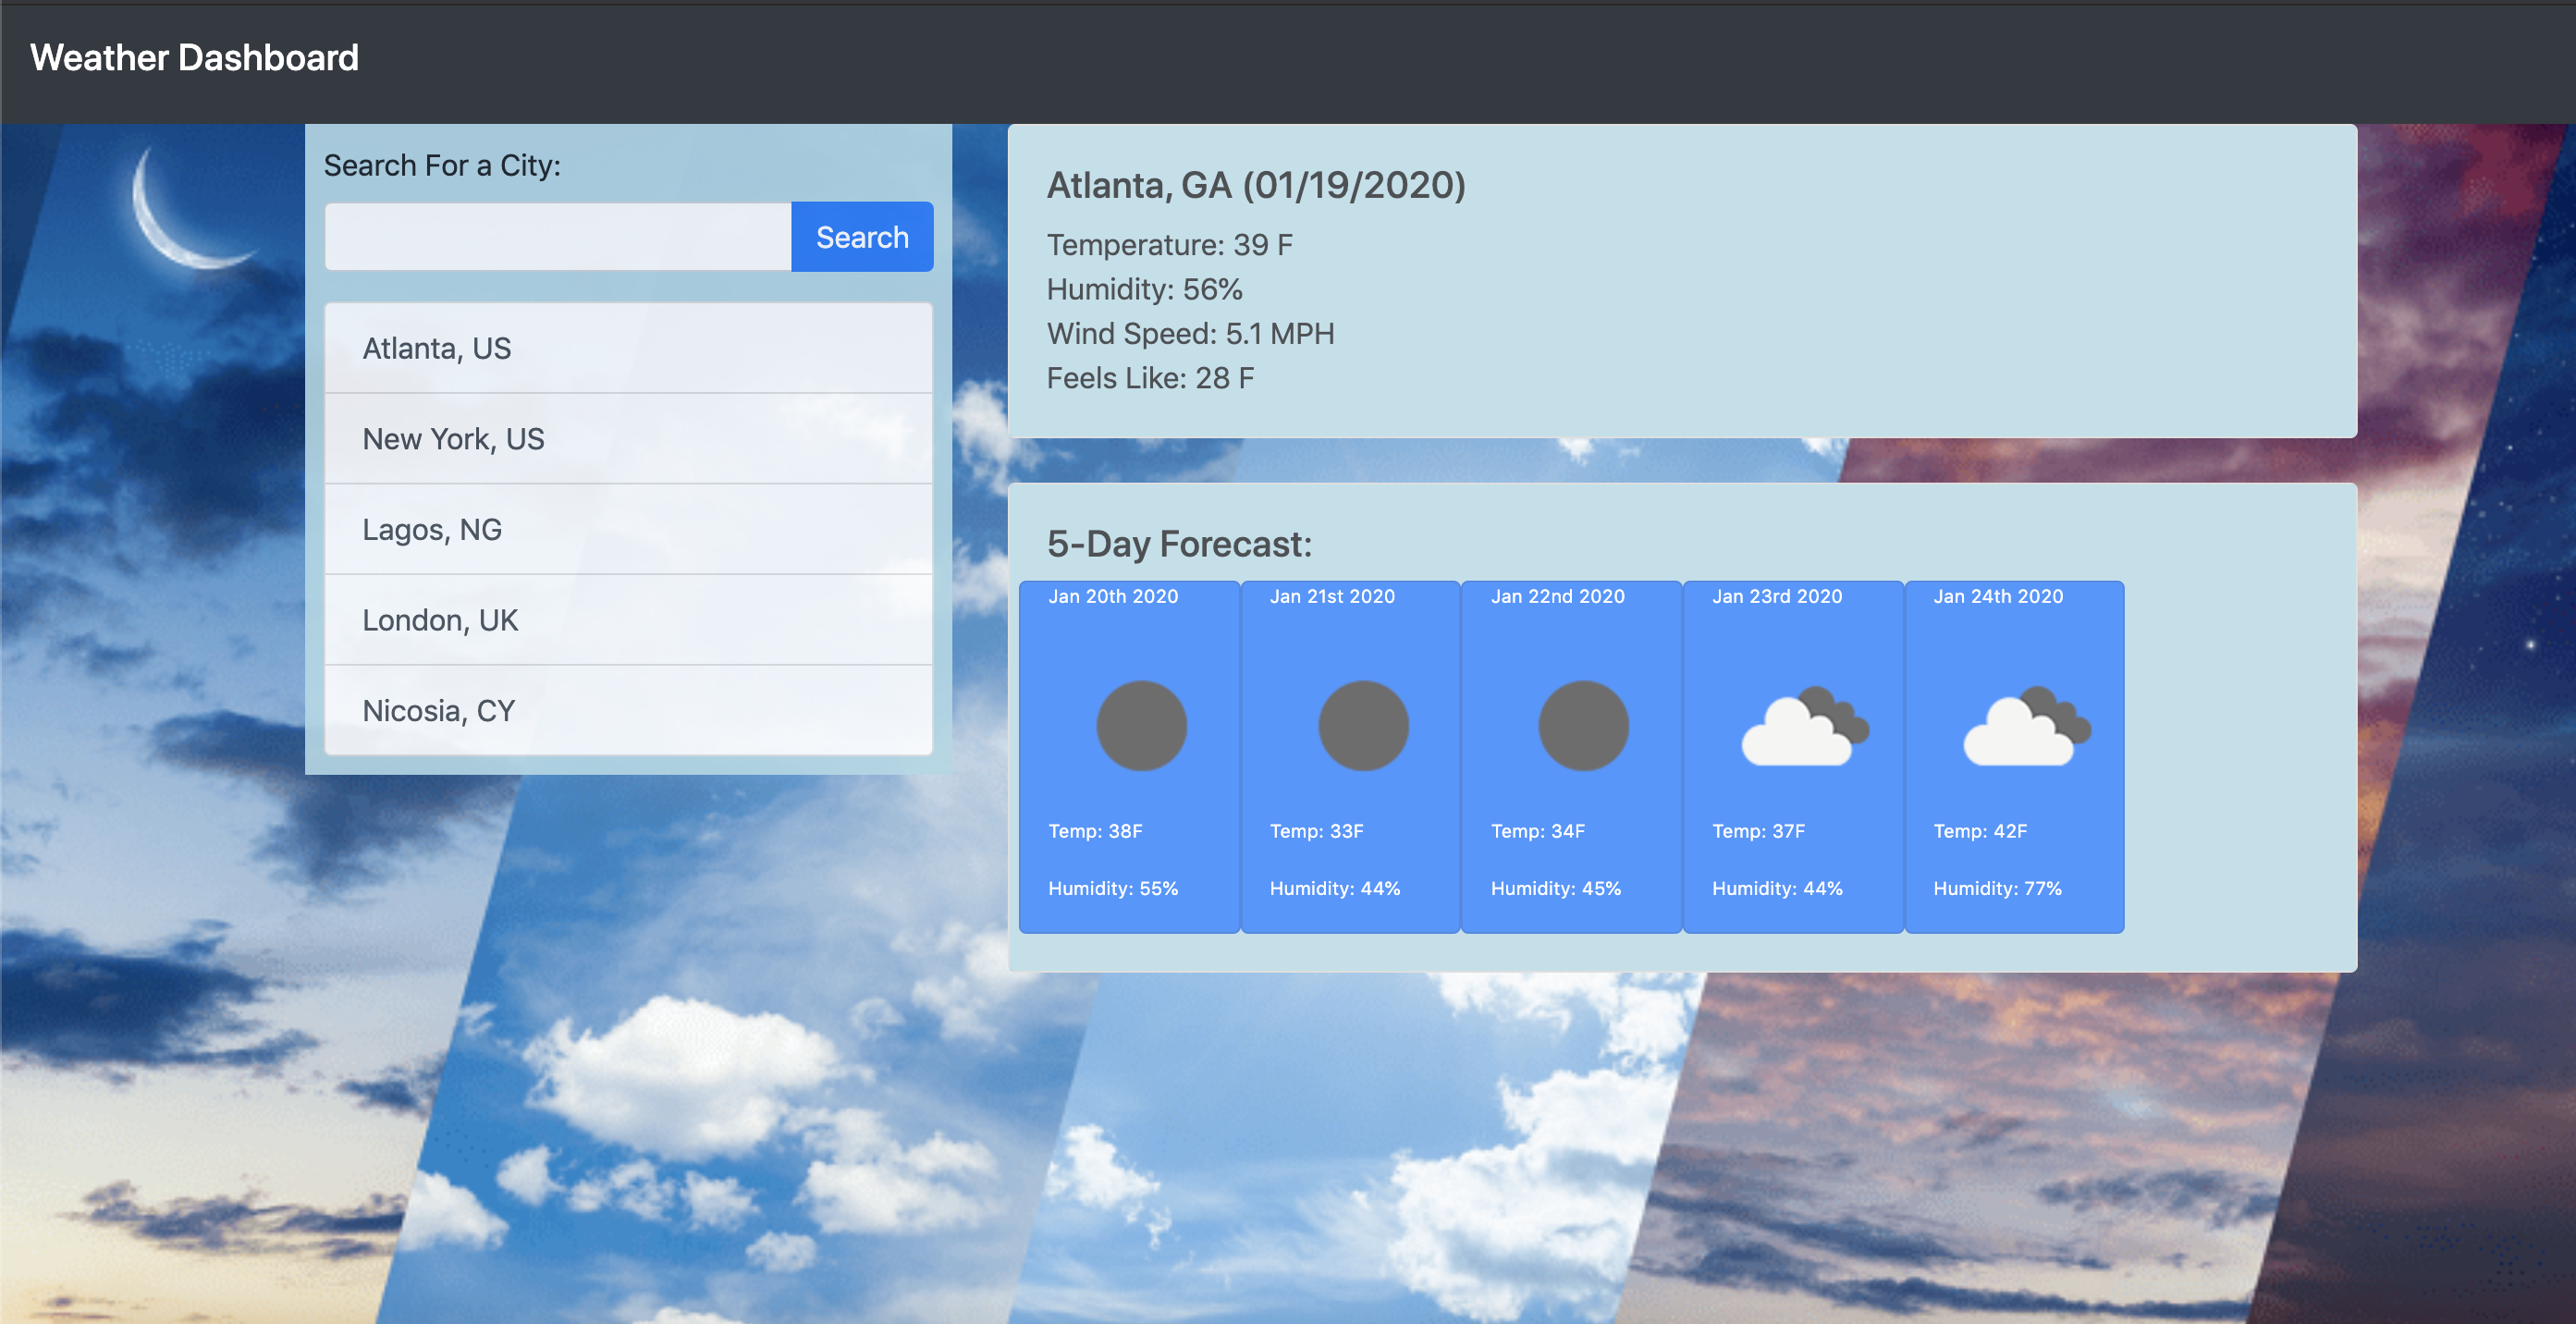 Weather Dashboard
Search For a City:
Search
Atlanta, US
New York, US
Lagos, NG
London, UK
Nicosia, CY
Atlanta, GA (01/19/2020)
Temperature: 39 F
Humidity: 56%
Wind Speed: 5.1 MPH
Feels Like: 28 F
5-Day Forecast:
Jan 20th 2020
Temp: 38F
Humidity: 55%
Jan 21st 2020
Temp: 33F
Humidity: 44%
Jan 22nd 2020
Temp: 34F
Humidity: 45%
Jan 23rd 2020
Temp: 37F
Humidity: 44%
Jan 24th 2020
Temp: 42F
Humidity: 77%